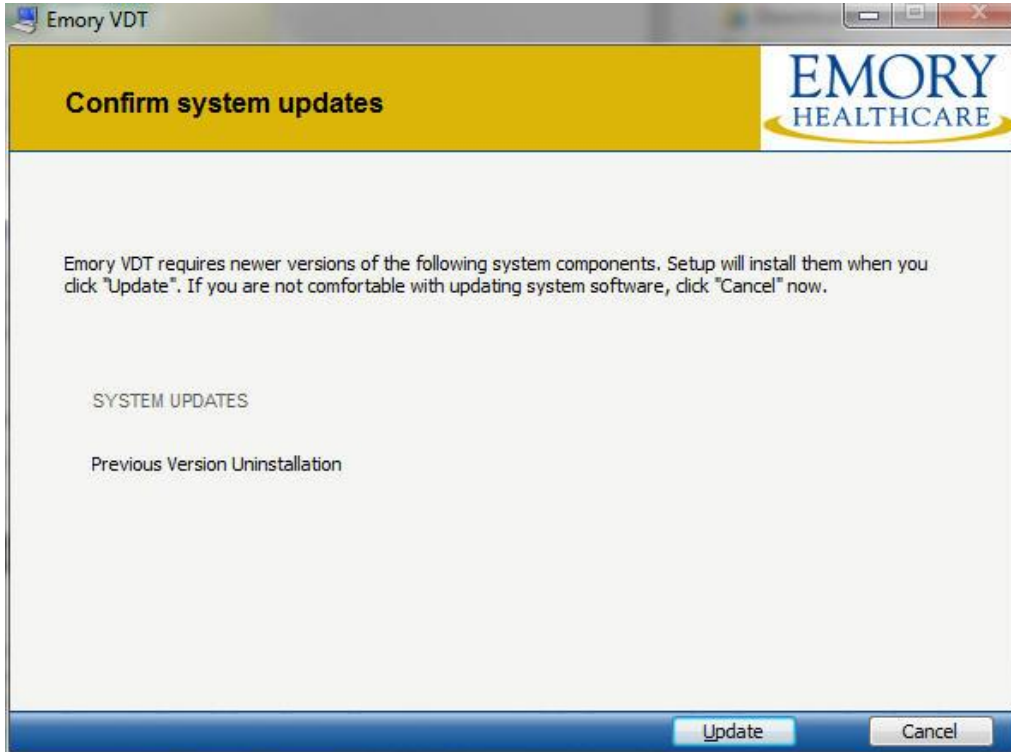 Emory VDT
Confirm system updates
EMORY
HEALTHCARE
Emory VDT requires newer versions of the following system components. Setup will install them when you
click "Update". If you are not comfortable with updating system software, click "Cancel" now.
SYSTEM UPDATES
Previous Version Uninstallation
Update
Cancel